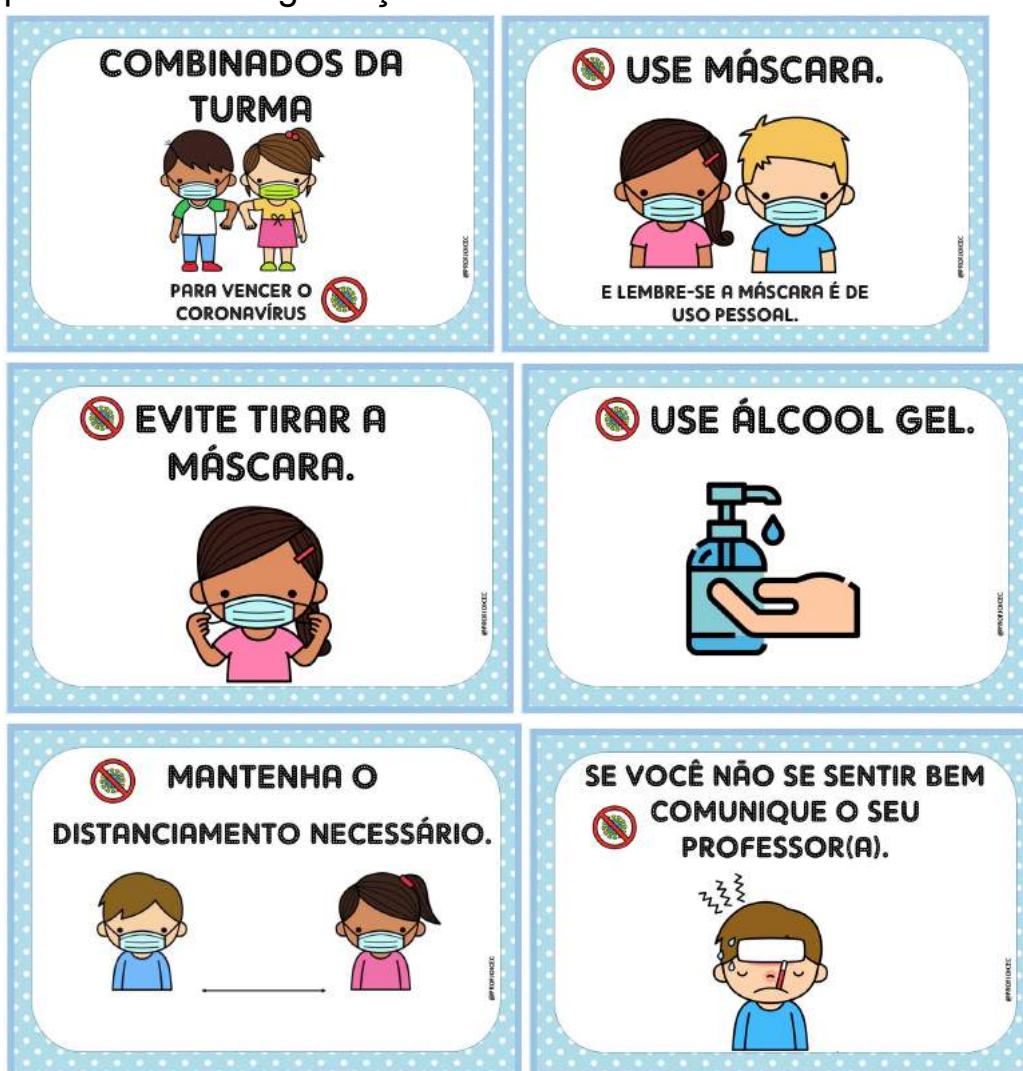 COMBINADOS DA
TURMA
PARA VENCER O
CORONAVÍRUS
USE MÁSCARA.
E LEMBRE-SE A MÁSCARA É DE
USO PESSOAL.
EVITE TIRAR A
MÁSCARA.
USE ÁLCOOL GEL.
MANTENHA O
DISTANCIAMENTO NECESSÁRIO.
SE VOCÊ NÃO SE SENTIR BEM
COMUNIQUE O SEU
PROFESSOR(A).